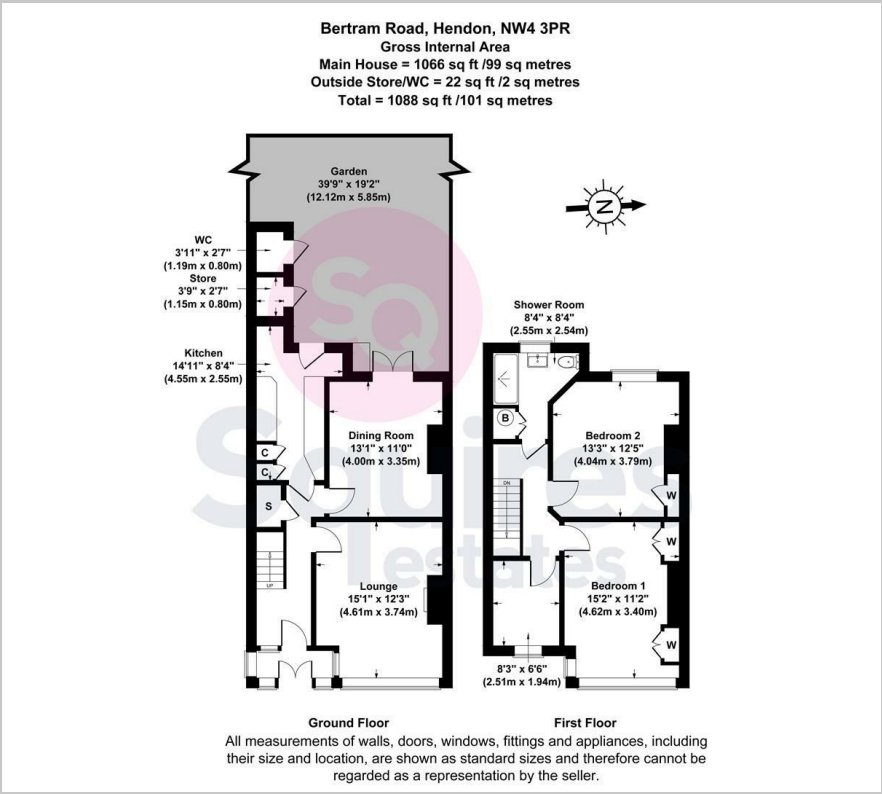 Bertram Road, Hendon, NW4 3PR
Gross Internal Area
Main House = 1066 sq ft /99 sq metres
Outside Store/WC = 22 sq ft /2 sq metres
Total = 1088 sq ft /101 sq metres
Garden
39'9" x 19'2"
(12.12m x 5.85m)
N
WC
3'11" x 2'7"
(1.19m x 0.80m)
Store
3'9" x 2'7"
(1.15m x 0.80m)
Kitchen
14'11" x 8'4"
(4.55m x 2.55m)
C
C
S
UP
Dining Room
13'1" x 11'0"
(4.00m x 3.35m)
Lounge
15'1" x 12'3"
(4.61m x 3.74m)
Shower Room
8'4" x 8'4"
(2.55m x 2.54m)
B
DN
Bedroom 2
13'3" x 12'5"
(4.04m x 3.79m)
W
W
Bedroom 1
15'2" x 11'2"
(4.62m x 3.40m)
W
8'3" x 6'6"
(2.51m x 1.94m)
SQ
Squires
estates
Ground Floor
First Floor
All measurements of walls, doors, windows, fittings and appliances, including
their size and location, are shown as standard sizes and therefore cannot be
regarded as a representation by the seller.